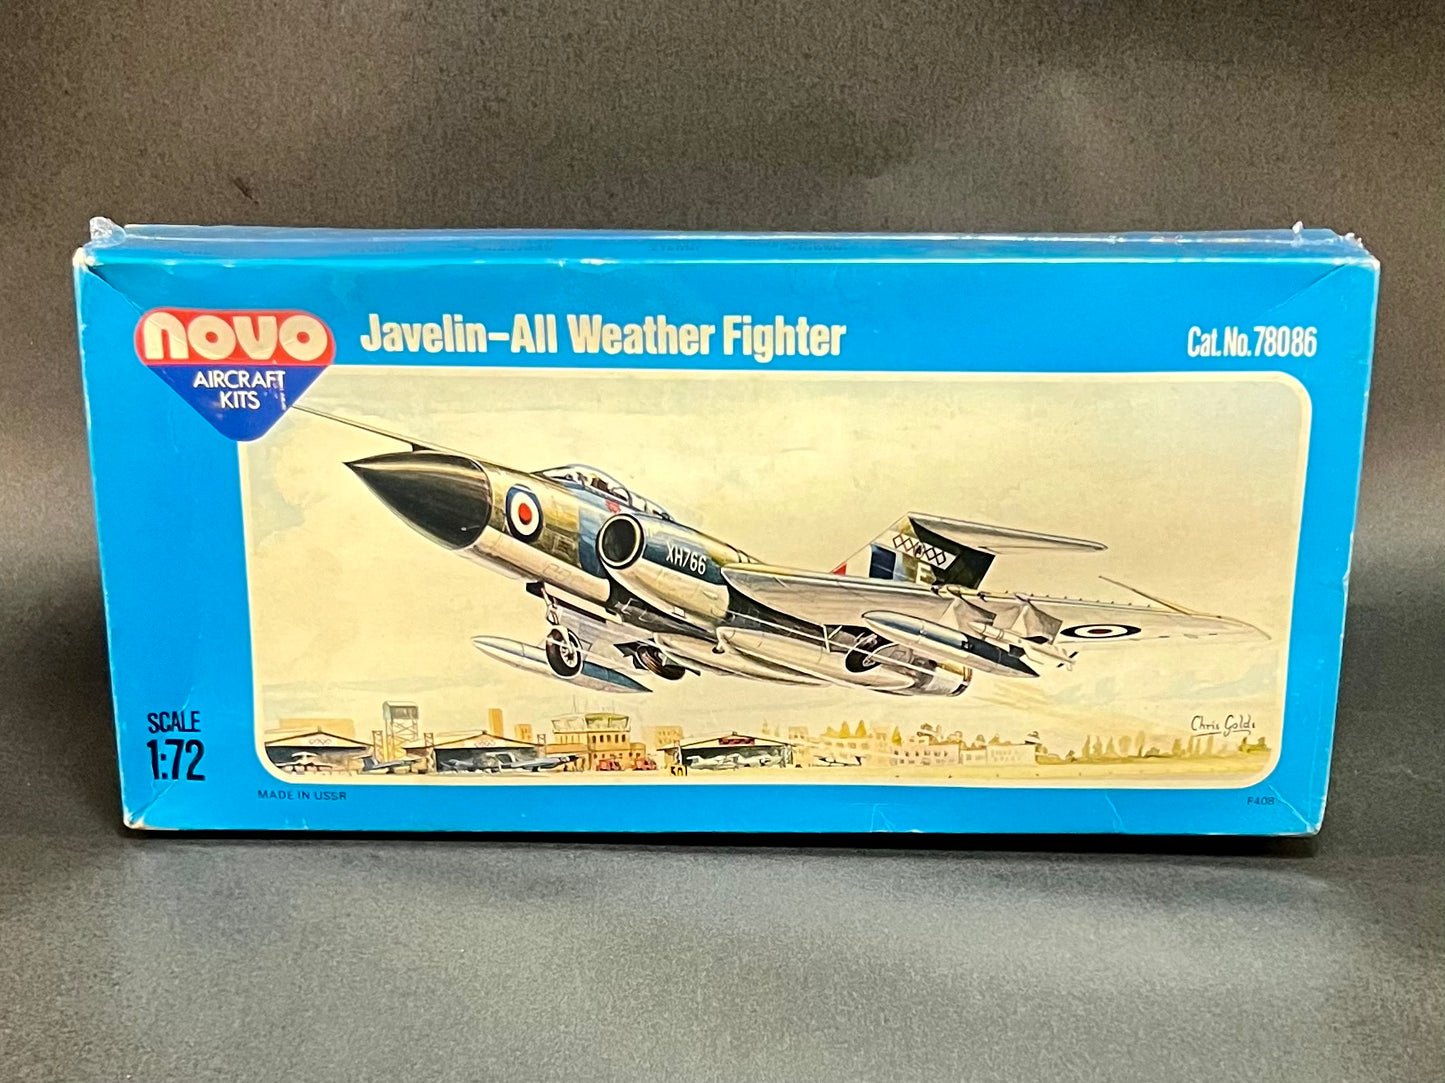 novo
AIRCRAFT
KITS
Javelin-All Weather Fighter
Cat. No. 78086
XH766
E
Chris Golds
SCALE
1:72
MADE IN USSR
F408